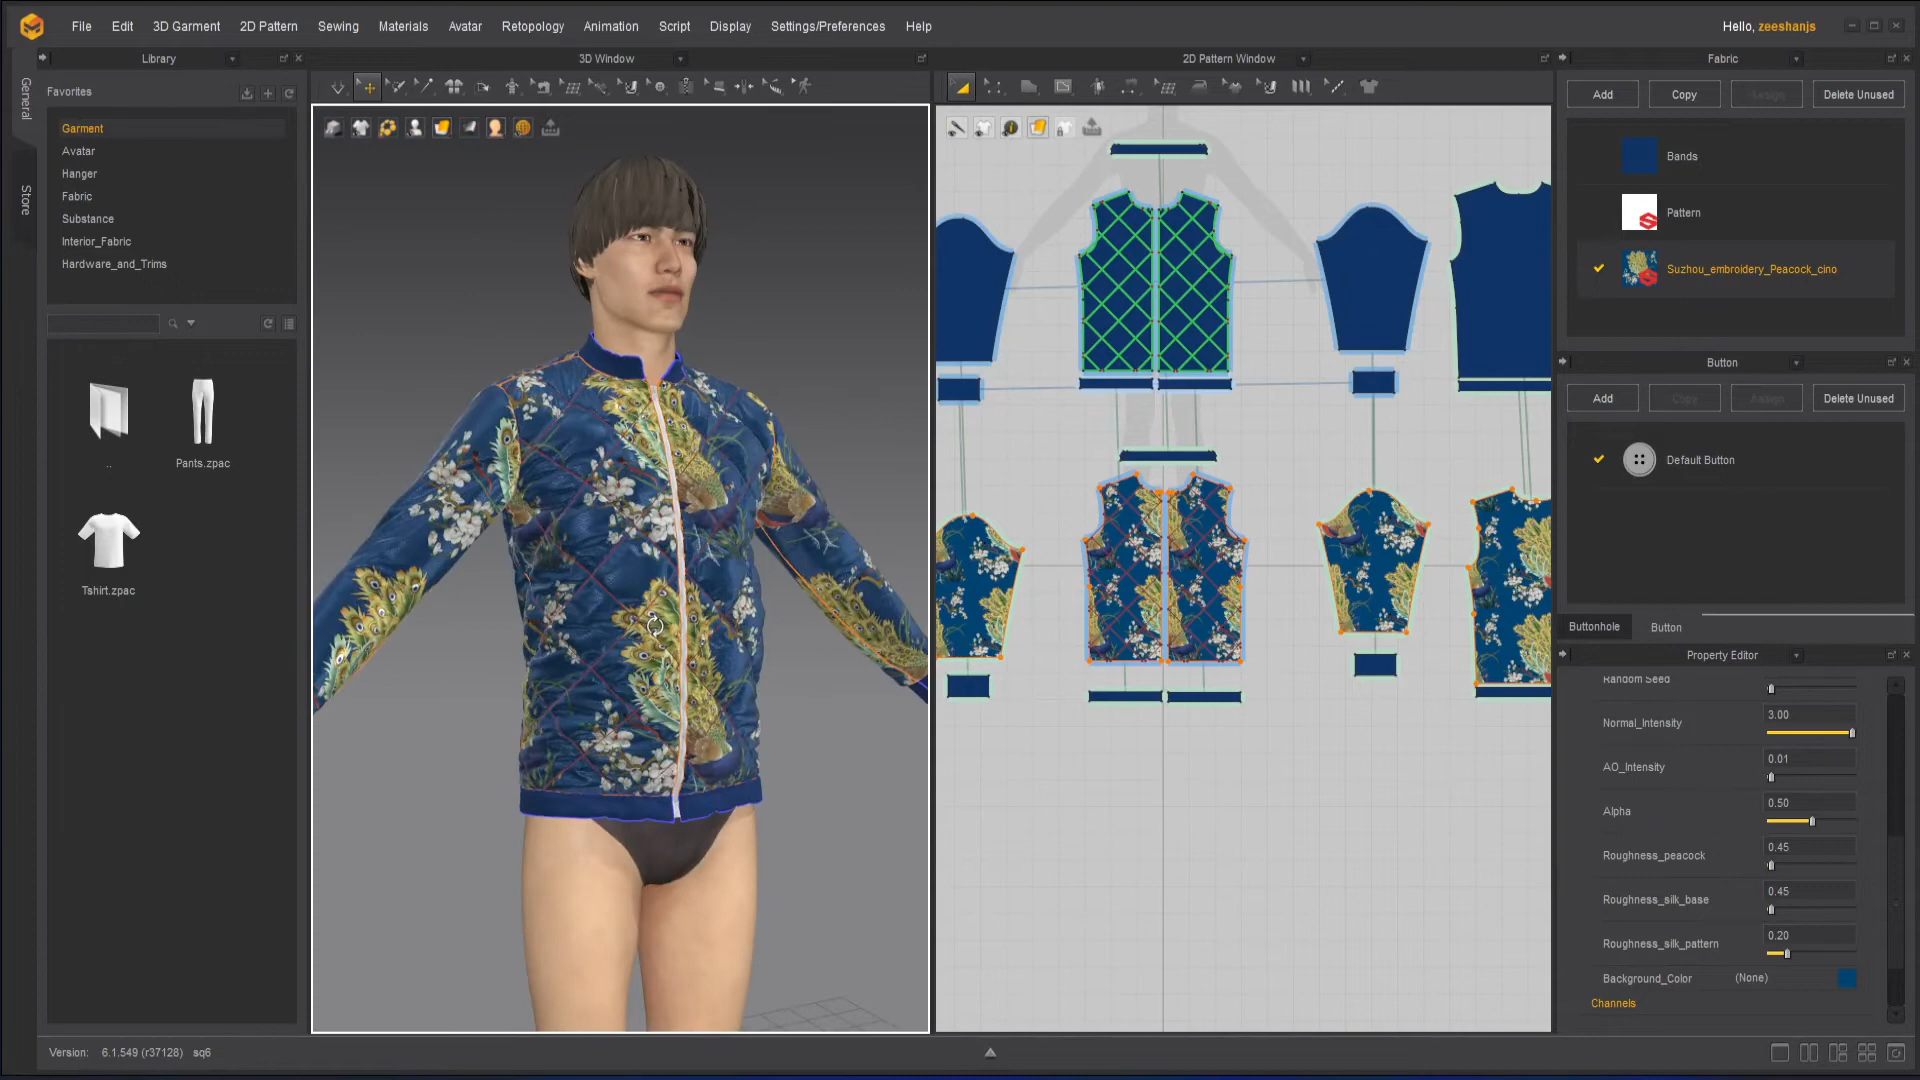 File Edit 3D Garment 2D Pattern Sewing Materials Avatar Retopology Animation Script Display Settings/Preferences Help
Hello, zeeshanjs
General
Store
Library
Favorites
Garment
Avatar
Hanger
Fabric
Substance
Interior_Fabric
Hardware_and_Trims
..
Pants.zpac
Tshirt.zpac
3D Window
2D Pattern Window
Fabric
Add Copy Assign Delete Unused
Bands
Pattern
Suzhou_embroidery_Peacock_cino
Button
Add Copy Assign Delete Unused
Default Button
Buttonhole Button
Property Editor
Random Seed
Normal_Intensity 3.00
AO_Intensity 0.01
Alpha 0.50
Roughness_peacock 0.45
Roughness_silk_base 0.45
Roughness_silk_pattern 0.20
Background_Color (None)
Channels
Version: 6.1.549 (r37128) sq6